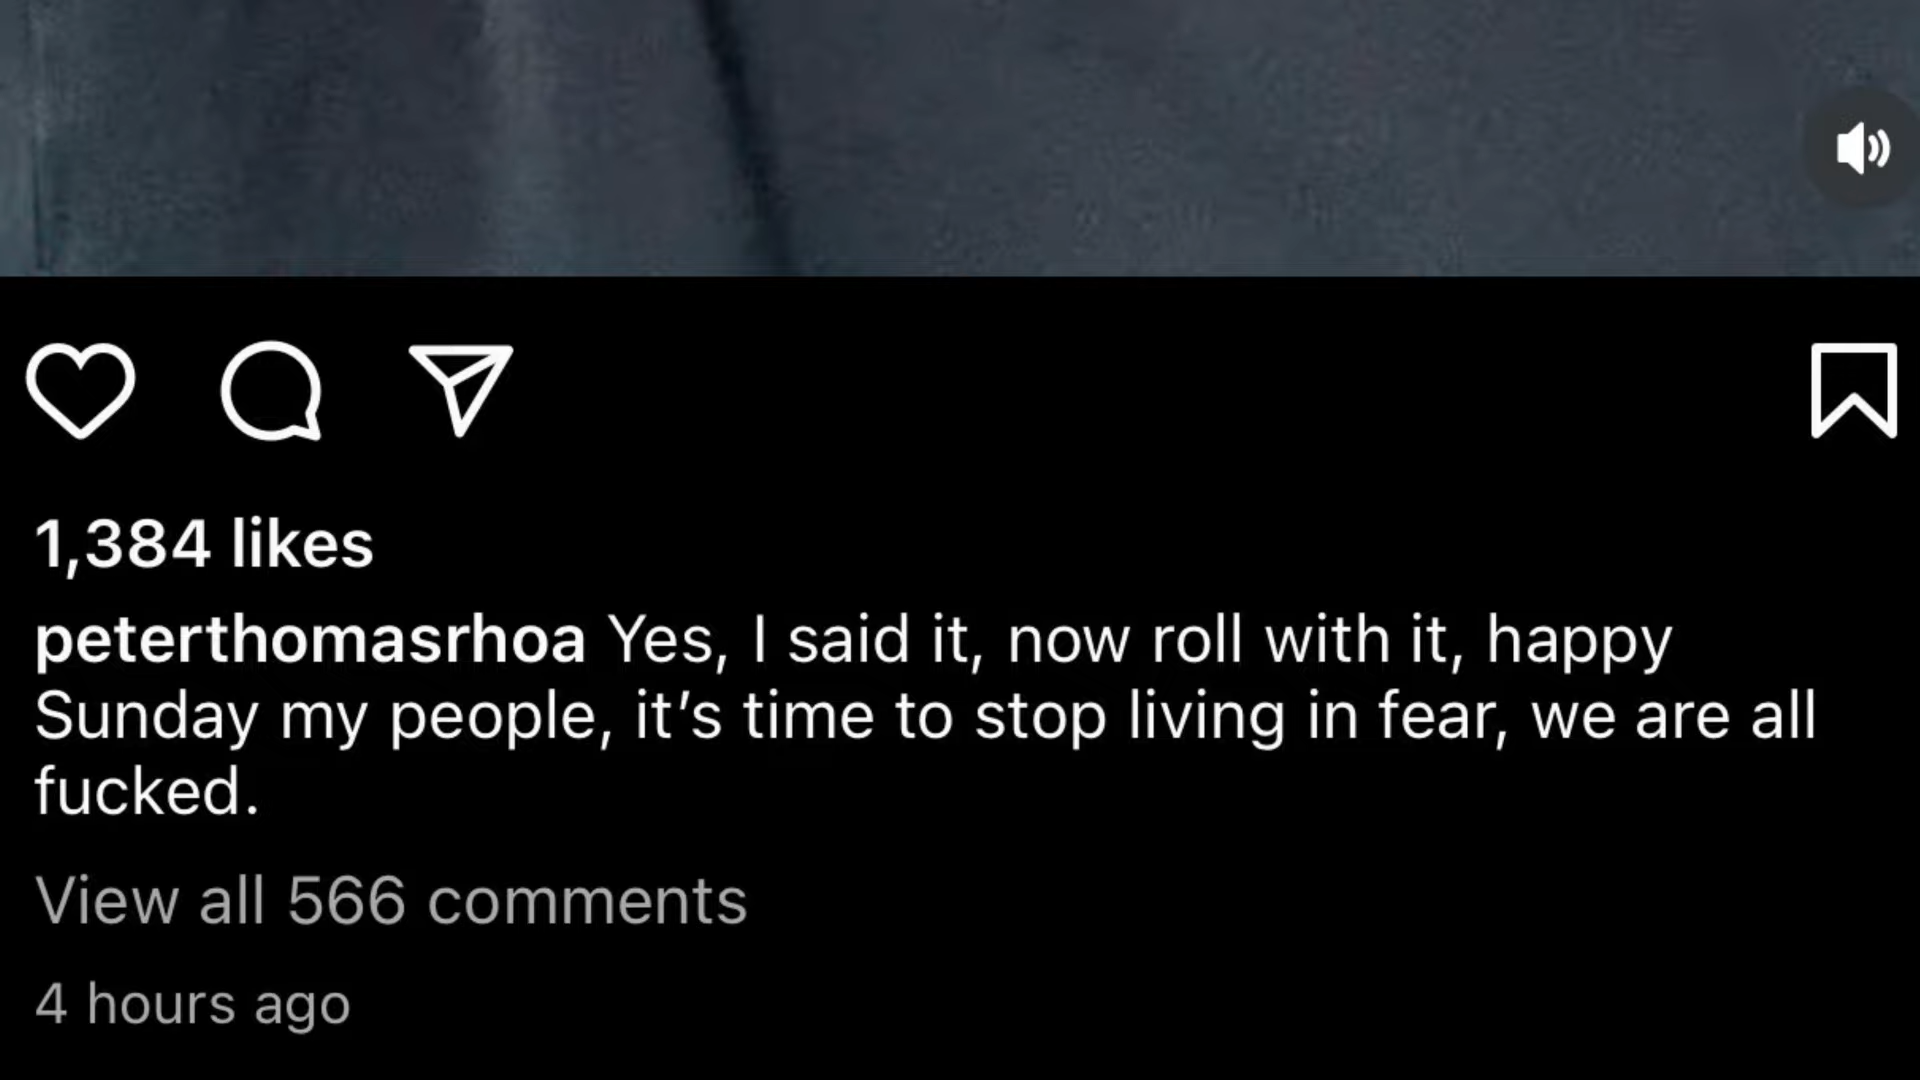 1,384 likes
peterthomasrhoa Yes, I said it, now roll with it, happy
Sunday my people, it’s time to stop living in fear, we are all
fucked.
View all 566 comments
4 hours ago